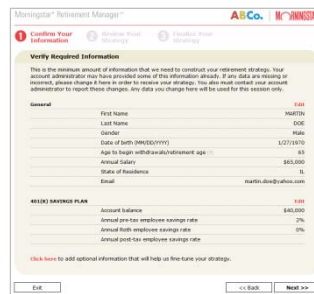 Morningstar® Retirement Manager℠
ABCo. MORNINGSTAR
1 Confirm Your Information
2 Review Your Strategy
3 Finalize Your Strategy
Verify Required Information
This is the minimum amount of information that we need to construct your retirement strategy. Your
account administrator may have provided some of this information already. If any data are missing or
incorrect, please change it here in order to receive your strategy. You also must contact your account
administrator to report these changes. Any data you change here will be used for this session only.
General Edit
First Name MARTIN
Last Name DOE
Gender Male
Date of birth (MM/DD/YYYY) 1/27/1970
Age to begin withdrawals/retirement age 65
Annual Salary $65,000
State of Residence IL
Email martin.doe@yahoo.com
401(K) SAVINGS PLAN Edit
Account balance $40,000
Annual pre-tax employee savings rate 2%
Annual Roth employee savings rate 0%
Annual post-tax employee savings rate
Click here to add optional information that will help us fine-tune your strategy.
Exit << Back Next >>